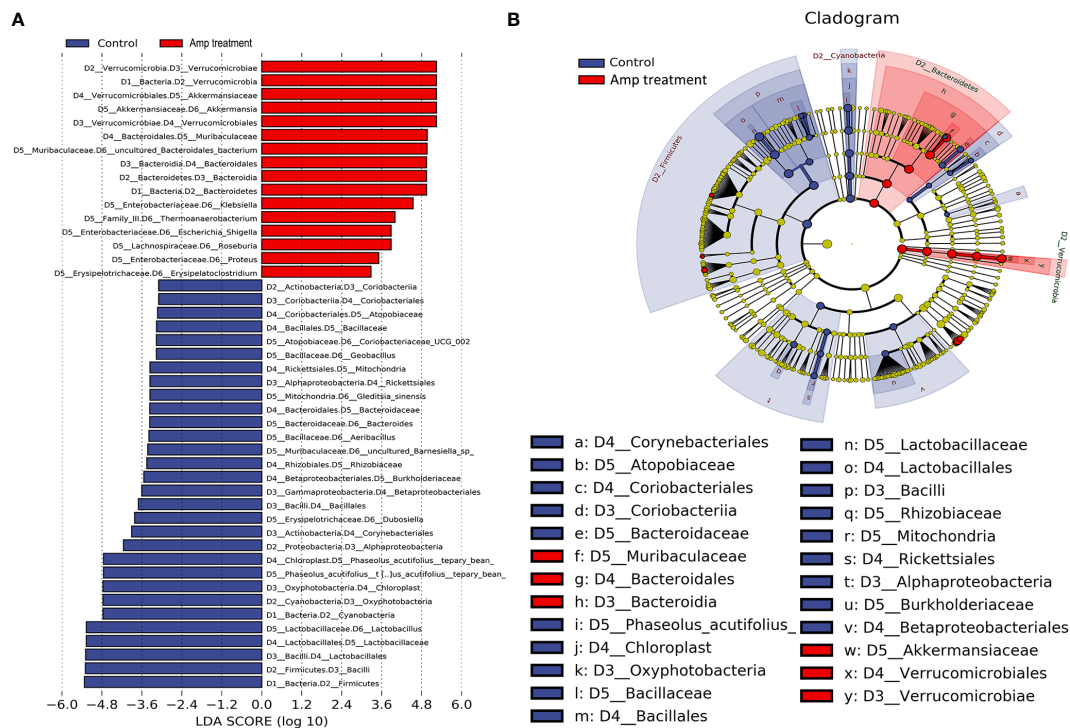 A
Control
Amp treatment
D2__Verrucomicrobia.D3__Verrucomicrobiae
D1__Bacteria.D2__Verrucomicrobia
D4__Verrucomicrobiales.D5__Akkermansiaceae
D5__Akkermansiaceae.D6__Akkermansia
D3__Verrucomicrobiae.D4__Verrucomicrobiales
D4__Bacteroidales.D5__Muribaculaceae
D5__Muribaculaceae.D6__uncultured_Bacteroidales_bacterium
D3__Bacteroidia.D4__Bacteroidales
D2__Bacteroidetes.D3__Bacteroidia
D1__Bacteria.D2__Bacteroidetes
D5__Enterobacteriaceae.D6__Klebsiella
D5__Family_III.D6__Thermoanaerobacterium
D5__Enterobacteriaceae.D6__Escherichia_Shigella
D5__Lachnospiraceae.D6__Roseburia
D5__Enterobacteriaceae.D6__Proteus
D5__Erysipelotrichaceae.D6__Erysipelatoclostridium
D2__Actinobacteria.D3__Coriobacteriia
D3__Coriobacteriia.D4__Coriobacteriales
D4__Coriobacteriales.D5__Atopobiaceae
D4__Bacillales.D5__Bacillaceae
D5__Atopobiaceae.D6__Coriobacteriaceae_UCG_002
D5__Bacillaceae.D6__Geobacillus
D4__Rickettsiales.D5__Mitochondria
D3__Alphaproteobacteria.D4__Rickettsiales
D5__Mitochondria.D6__Gleditsia_sinensis
D4__Bacteroidales.D5__Bacteroidaceae
D5__Bacteroidaceae.D6__Bacteroides
D5__Bacillaceae.D6__Aeribacillus
D5__Muribaculaceae.D6__uncultured_Barnesiella_sp_
D4__Rhizobiales.D5__Rhizobiaceae
D4__Betaproteobacteriales.D5__Burkholderiaceae
D3__Gammaproteobacteria.D4__Betaproteobacteriales
D3__Bacilli.D4__Bacillales
D5__Erysipelotrichaceae.D6__Dubosiella
D3__Actinobacteria.D4__Corynebacteriales
D2__Proteobacteria.D3__Alphaproteobacteria
D4__Chloroplast.D5__Phaseolus_acutifolius__tepary_bean_
D5__Phaseolus_acutifolius__t [..]us_acutifolius__tepary_bean_
D3__Oxyphotobacteria.D4__Chloroplast
D2__Cyanobacteria.D3__Oxyphotobacteria
D1__Bacteria.D2__Cyanobacteria
D5__Lactobacillaceae.D6__Lactobacillus
D4__Lactobacillales.D5__Lactobacillaceae
D3__Bacilli.D4__Lactobacillales
D2__Firmicutes.D3__Bacilli
D1__Bacteria.D2__Firmicutes
−6.0 −4.8 −3.6 −2.4 −1.2 0.0 1.2 2.4 3.6 4.8 6.0
LDA SCORE (log 10)
B
Cladogram
Control
Amp treatment
D2__Cyanobacteria
D2__Bacteroidetes
D2__Firmicutes
D2__Verrucomicrobia
k
j
p
m
l
o
h
g
d
c
b
a
w x y
q
r
s
t
u
v
a: D4__Corynebacteriales
b: D5__Atopobiaceae
c: D4__Coriobacteriales
d: D3__Coriobacteriia
e: D5__Bacteroidaceae
f: D5__Muribaculaceae
g: D4__Bacteroidales
h: D3__Bacteroidia
i: D5__Phaseolus_acutifolius_
j: D4__Chloroplast
k: D3__Oxyphotobacteria
l: D5__Bacillaceae
m: D4__Bacillales
n: D5__Lactobacillaceae
o: D4__Lactobacillales
p: D3__Bacilli
q: D5__Rhizobiaceae
r: D5__Mitochondria
s: D4__Rickettsiales
t: D3__Alphaproteobacteria
u: D5__Burkholderiaceae
v: D4__Betaproteobacteriales
w: D5__Akkermansiaceae
x: D4__Verrucomicrobiales
y: D3__Verrucomicrobiae